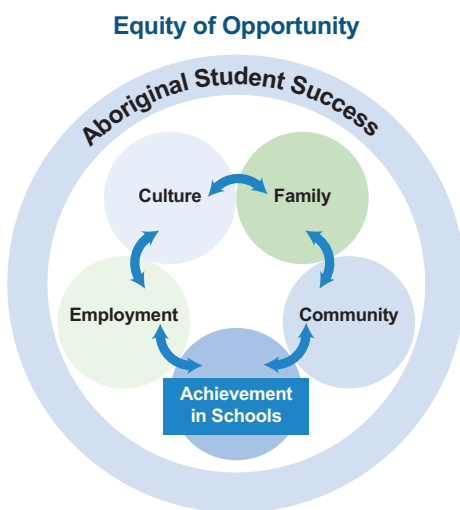 Equity of Opportunity
Aboriginal Student Success
Culture
Family
Employment
Community
Achievement
in Schools